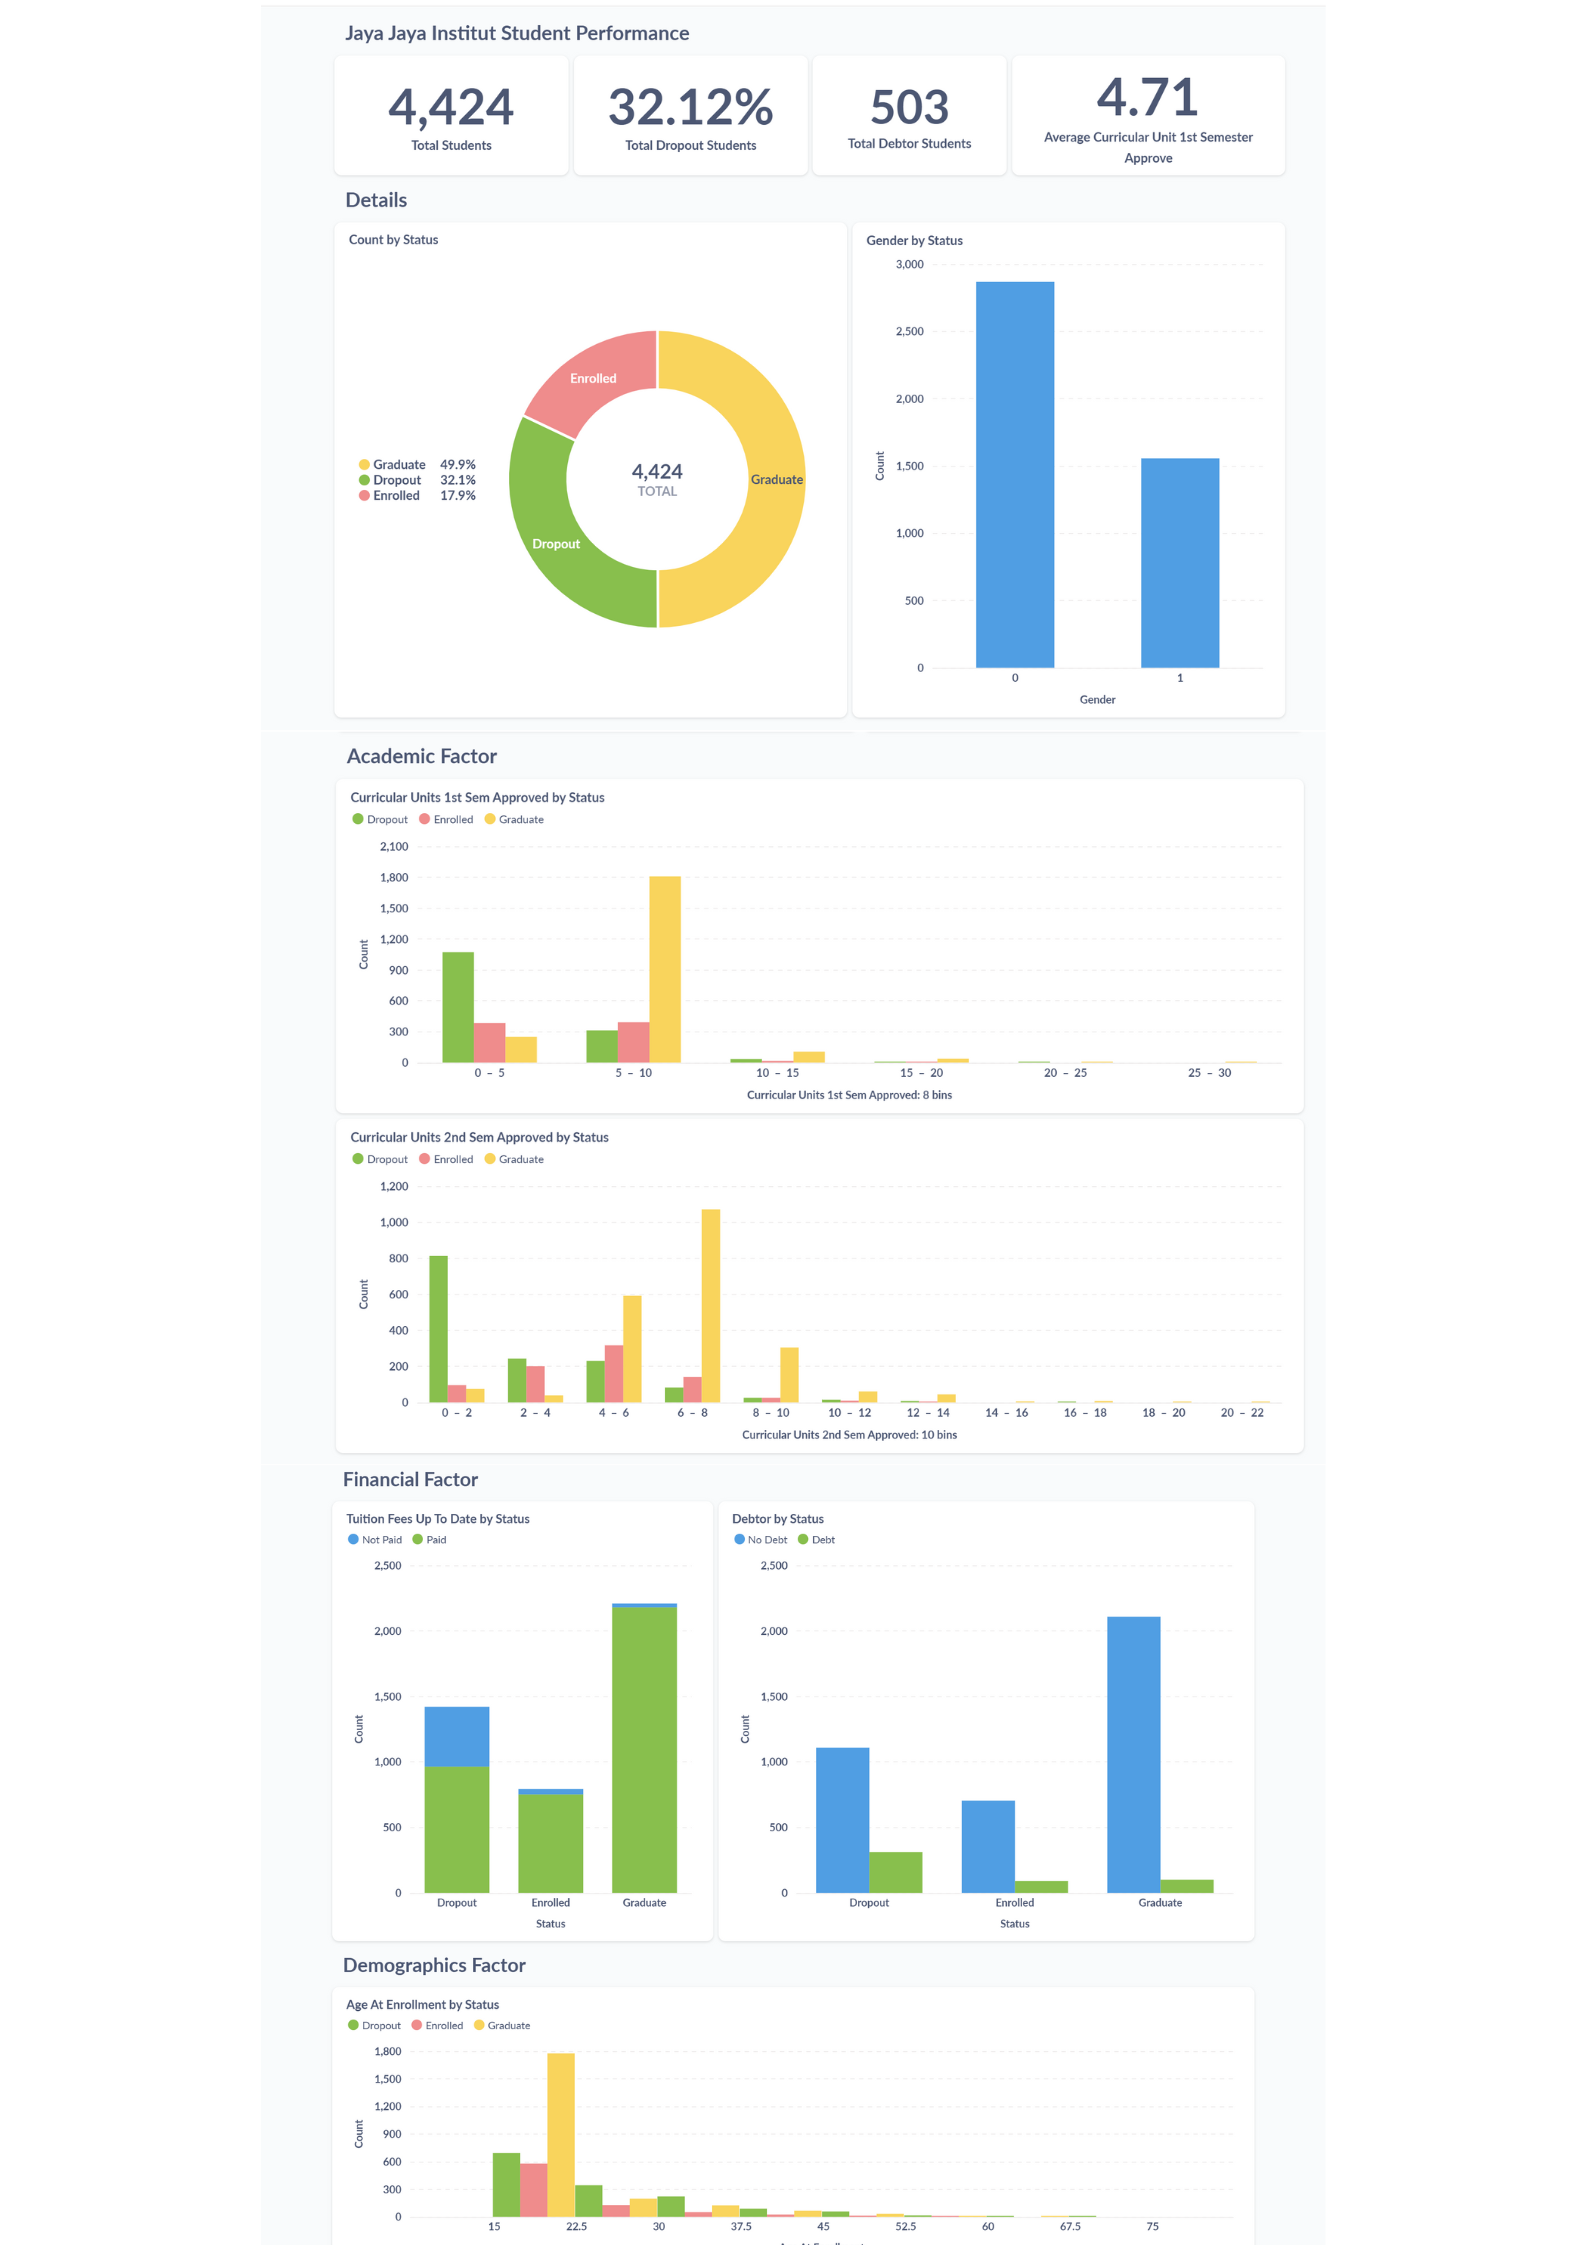 Jaya Jaya Institut Student Performance
4,424
Total Students
32.12%
Total Dropout Students
503
Total Debtor Students
4.71
Average Curricular Unit 1st Semester
Approve
Details
Count by Status
Graduate 49.9%
Dropout 32.1%
Enrolled 17.9%
Enrolled
Dropout
Graduate
4,424
TOTAL
Gender by Status
3,000
2,500
2,000
1,500
1,000
500
0
Count
0 1
Gender
Academic Factor
Curricular Units 1st Sem Approved by Status
Dropout Enrolled Graduate
2,100
1,800
1,500
1,200
900
600
300
0
Count
0 – 5 5 – 10 10 – 15 15 – 20 20 – 25 25 – 30
Curricular Units 1st Sem Approved: 8 bins
Curricular Units 2nd Sem Approved by Status
Dropout Enrolled Graduate
1,200
1,000
800
600
400
200
0
Count
0 – 2 2 – 4 4 – 6 6 – 8 8 – 10 10 – 12 12 – 14 14 – 16 16 – 18 18 – 20 20 – 22
Curricular Units 2nd Sem Approved: 10 bins
Financial Factor
Tuition Fees Up To Date by Status
Not Paid Paid
2,500
2,000
1,500
1,000
500
0
Count
Dropout Enrolled Graduate
Status
Debtor by Status
No Debt Debt
2,500
2,000
1,500
1,000
500
0
Count
Dropout Enrolled Graduate
Status
Demographics Factor
Age At Enrollment by Status
Dropout Enrolled Graduate
1,800
1,500
1,200
900
600
300
0
Count
15 22.5 30 37.5 45 52.5 60 67.5 75